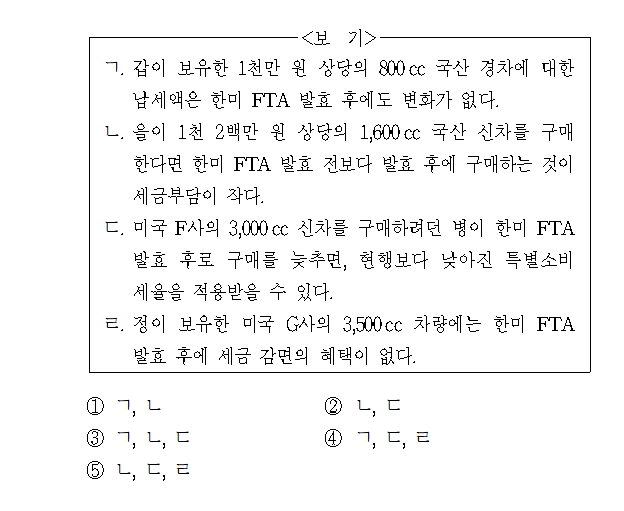 <보 기>
ㄱ. 갑이 보유한 1천만 원 상당의 800cc 국산 경차에 대한
납세액은 한미 FTA 발효 후에도 변화가 없다.
ㄴ. 을이 1천 2백만 원 상당의 1,600cc 국산 신차를 구매
한다면 한미 FTA 발효 전보다 발효 후에 구매하는 것이
세금부담이 작다.
ㄷ. 미국 F사의 3,000cc 신차를 구매하려던 병이 한미 FTA
발효 후로 구매를 늦추면, 현행보다 낮아진 특별소비
세율을 적용받을 수 있다.
ㄹ. 정이 보유한 미국 G사의 3,500cc 차량에는 한미 FTA
발효 후에 세금 감면의 혜택이 없다.
① ㄱ, ㄴ ② ㄴ, ㄷ
③ ㄱ, ㄴ, ㄷ ④ ㄱ, ㄷ, ㄹ
⑤ ㄴ, ㄷ, ㄹ